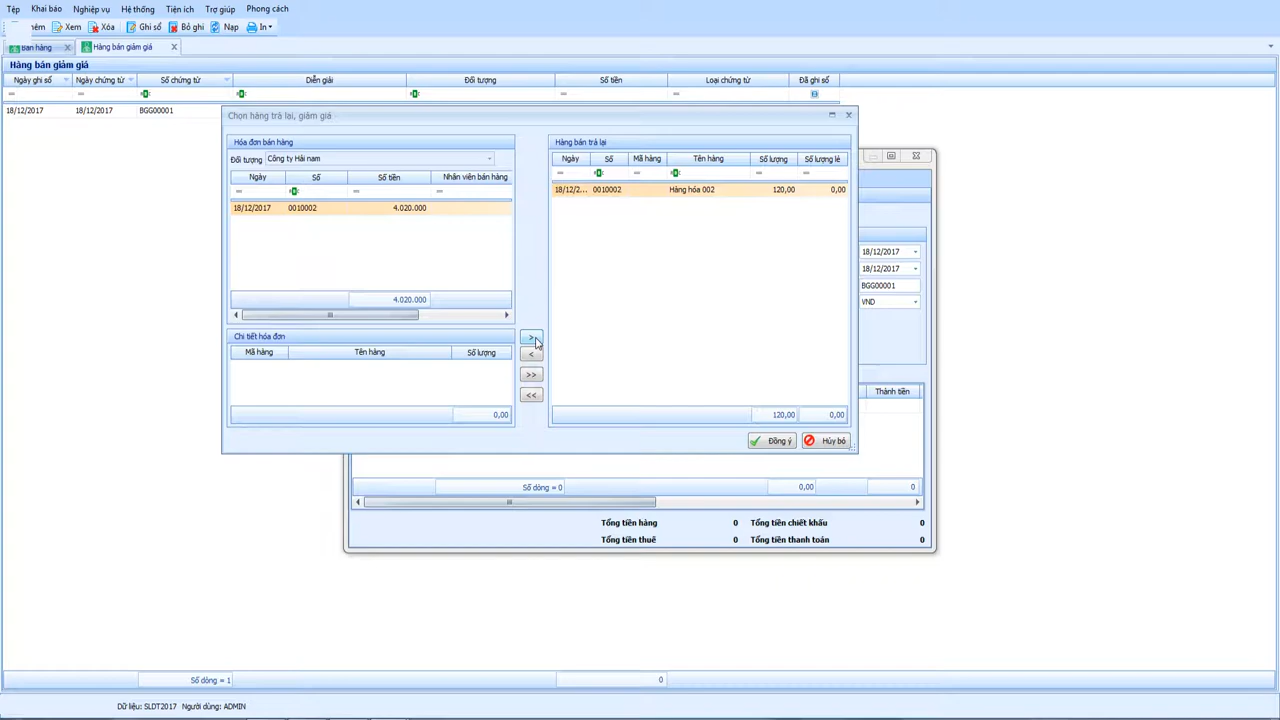 Tệp Khai báo Nghiệp vụ Hệ thống Tiện ích Trợ giúp Phong cách
Xem Xóa Ghi sổ Bỏ ghi Nạp In
Bán hàng Hàng bán giảm giá
Hàng bán giảm giá
Ngày ghi sổ Ngày chứng từ Số chứng từ Diễn giải Đối tượng Số tiền Loại chứng từ Đã ghi sổ
18/12/2017 18/12/2017 BGG00001
Chọn hàng trả lại, giảm giá
Hóa đơn bán hàng
Đối tượng Công ty Hải nam
Ngày Số Số tiền Nhân viên bán hàng
18/12/2017 0010002 4.020.000
4.020.000
Chi tiết hóa đơn
Mã hàng Tên hàng Số lượng
0,00
>
<
>>
<<
Hàng bán trả lại
Ngày Số Mã hàng Tên hàng Số lượng Số lượng lẻ
18/12/2... 0010002 Hàng hóa 002 120,00 0,00
120,00 0,00
Đồng ý Hủy bỏ
18/12/2017
18/12/2017
BGG00001
VND
Thành tiền
Số dòng = 0 0,00 0
Tổng tiền hàng 0 Tổng tiền chiết khấu 0
Tổng tiền thuế 0 Tổng tiền thanh toán 0
Số dòng = 1 0
Dữ liệu: SLDT2017 Người dùng: ADMIN